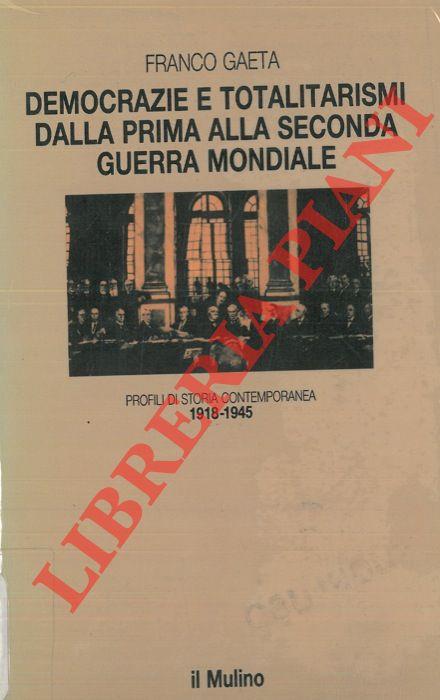 FRANCO GAETA
DEMOCRAZIE E TOTALITARISMI
DALLA PRIMA ALLA SECONDA
GUERRA MONDIALE
PROFILI DI STORIA CONTEMPORANEA
1918-1945
il Mulino
LIBRERIA PIANI